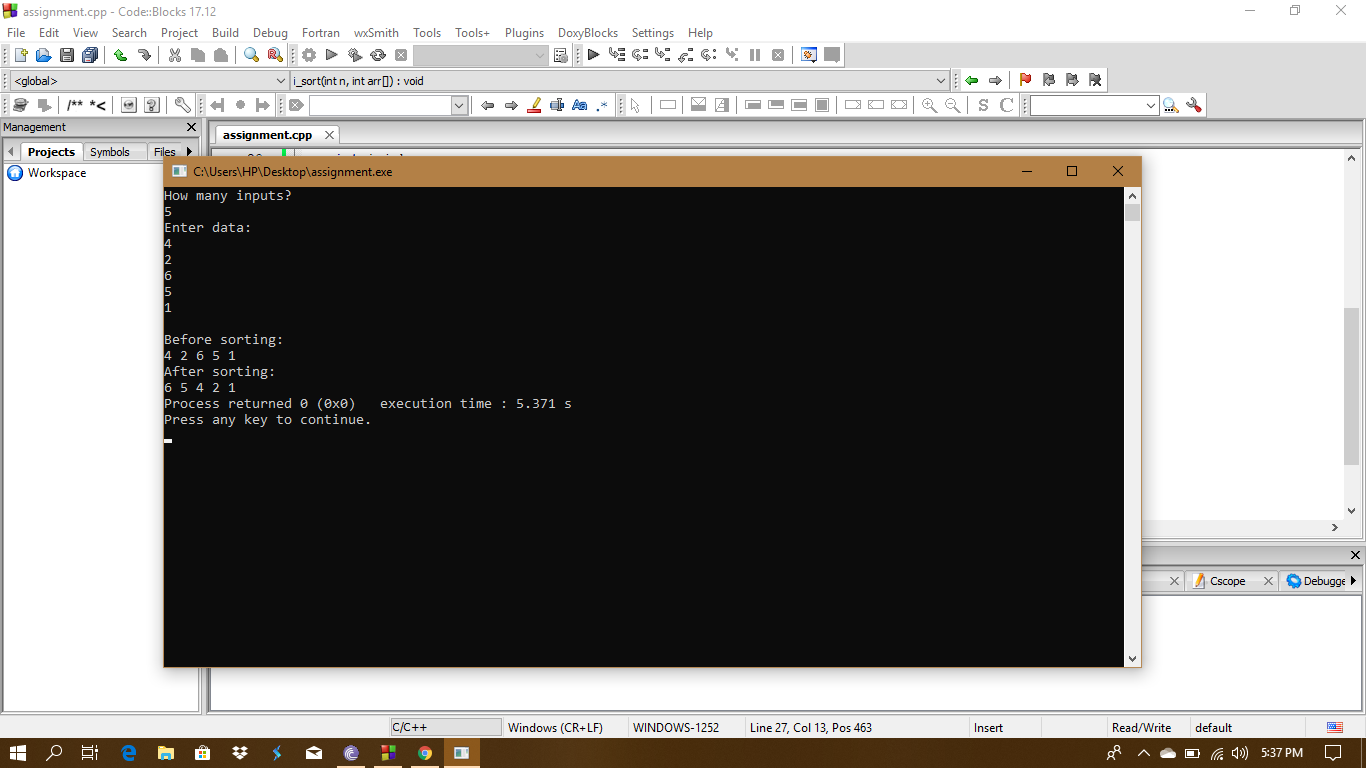 assignment.cpp - Code::Blocks 17.12
File Edit View Search Project Build Debug Fortran wxSmith Tools Tools+ Plugins DoxyBlocks Settings Help
<global> i_sort(int n, int arr[]) : void
/** *< Aa .* S C
Management
assignment.cpp
Projects Symbols Files
Workspace
C:\Users\HP\Desktop\assignment.exe
How many inputs?
5
Enter data:
4
2
6
5
1
Before sorting:
4 2 6 5 1
After sorting:
6 5 4 2 1
Process returned 0 (0x0) execution time : 5.371 s
Press any key to continue.
Cscope Debugge
C/C++ Windows (CR+LF) WINDOWS-1252 Line 27, Col 13, Pos 463 Insert Read/Write default
5:37 PM